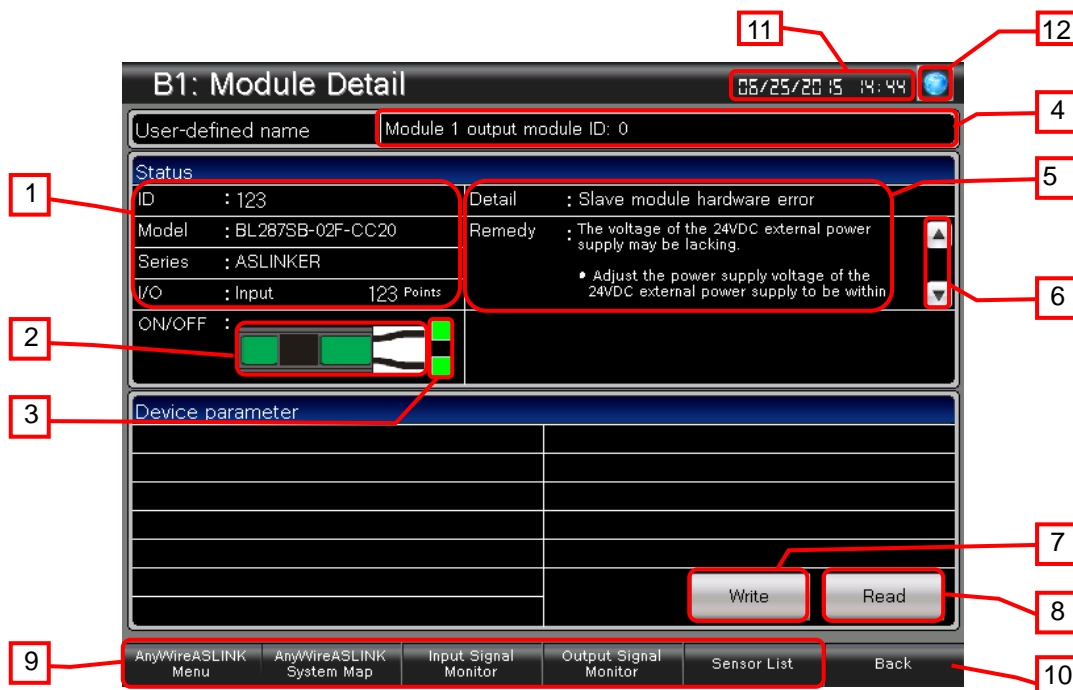 11
12
B1: Module Detail
06/25/2015 14:44
4
User-defined name
Module 1 output module ID: 0
Status
5
1
ID : 123
Detail : Slave module hardware error
Model : BL287SB-02F-CC20
Remedy : The voltage of the 24VDC external power
supply may be lacking.
Series : ASLINKER
• Adjust the power supply voltage of the
24VDC external power supply to be within
I/O : Input 123 Points
6
ON/OFF :
2
3
Device parameter
7
Write
Read
8
9
AnyWireASLINK
Menu
AnyWireASLINK
System Map
Input Signal
Monitor
Output Signal
Monitor
Sensor List
Back
10